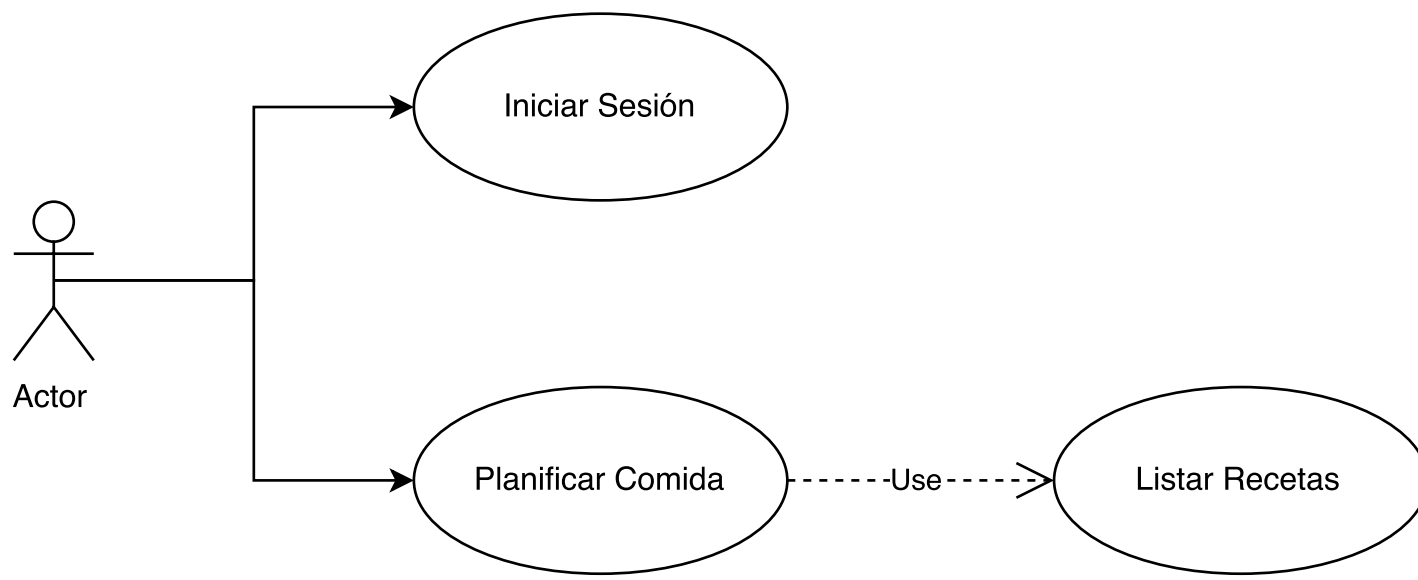 Iniciar Sesión
Actor
Planificar Comida
Use
Listar Recetas